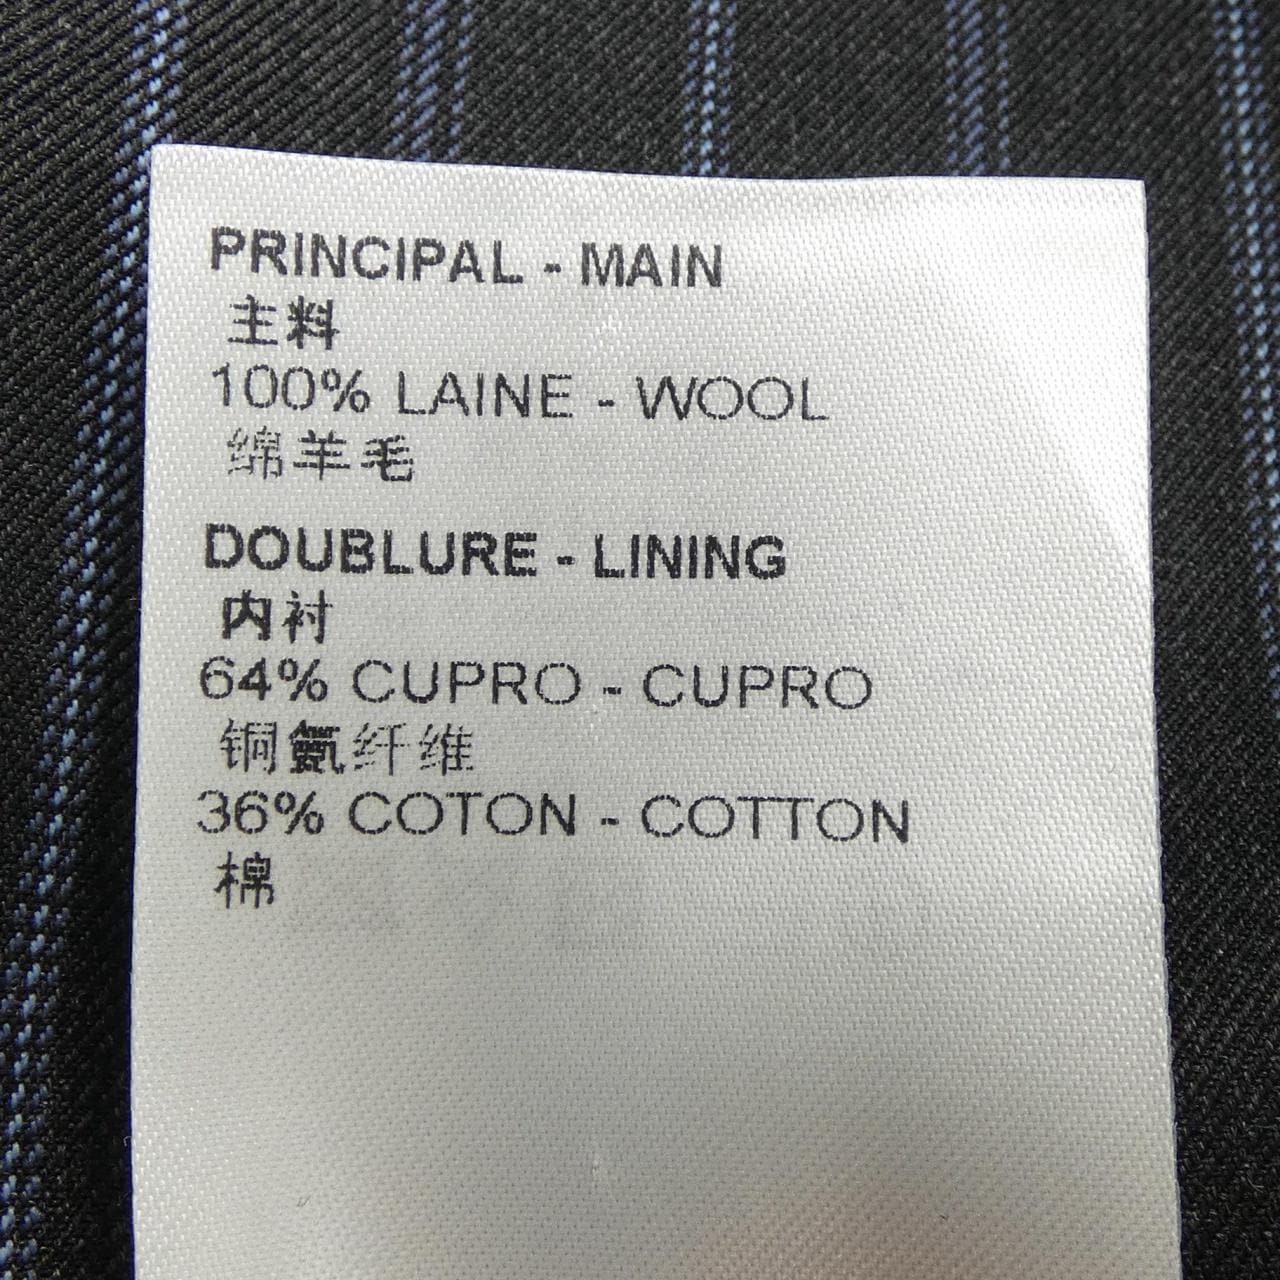 PRINCIPAL - MAIN
主料
100% LAINE - WOOL
绵羊毛
DOUBLURE - LINING
内衬
64% CUPRO - CUPRO
铜氨纤维
36% COTON - COTTON
棉